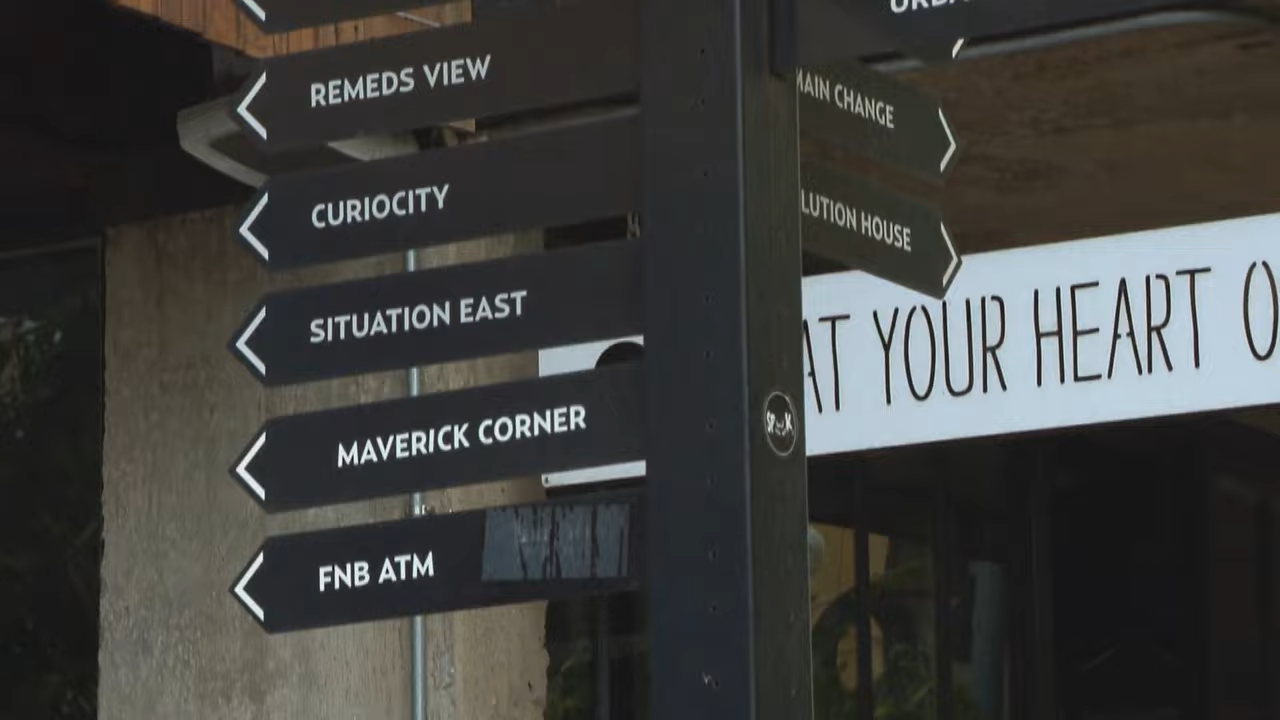 REMEDS VIEW
CURIOCITY
SITUATION EAST
MAVERICK CORNER
FNB ATM
MAIN CHANGE
LUTION HOUSE
AT YOUR HEART O